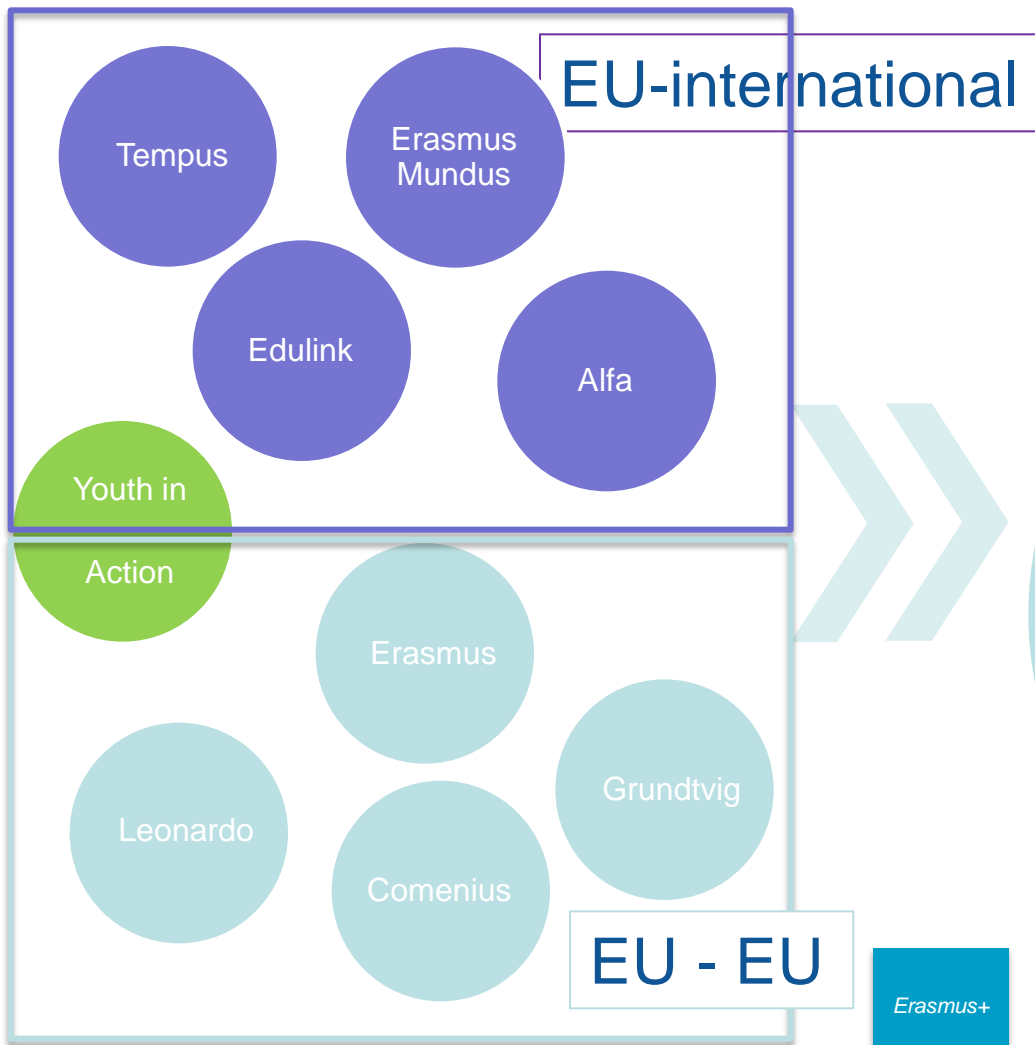 EU-international
Tempus
Erasmus
Mundus
Edulink
Alfa
Youth in
Action
Erasmus
Grundtvig
Leonardo
Comenius
EU - EU
Erasmus+